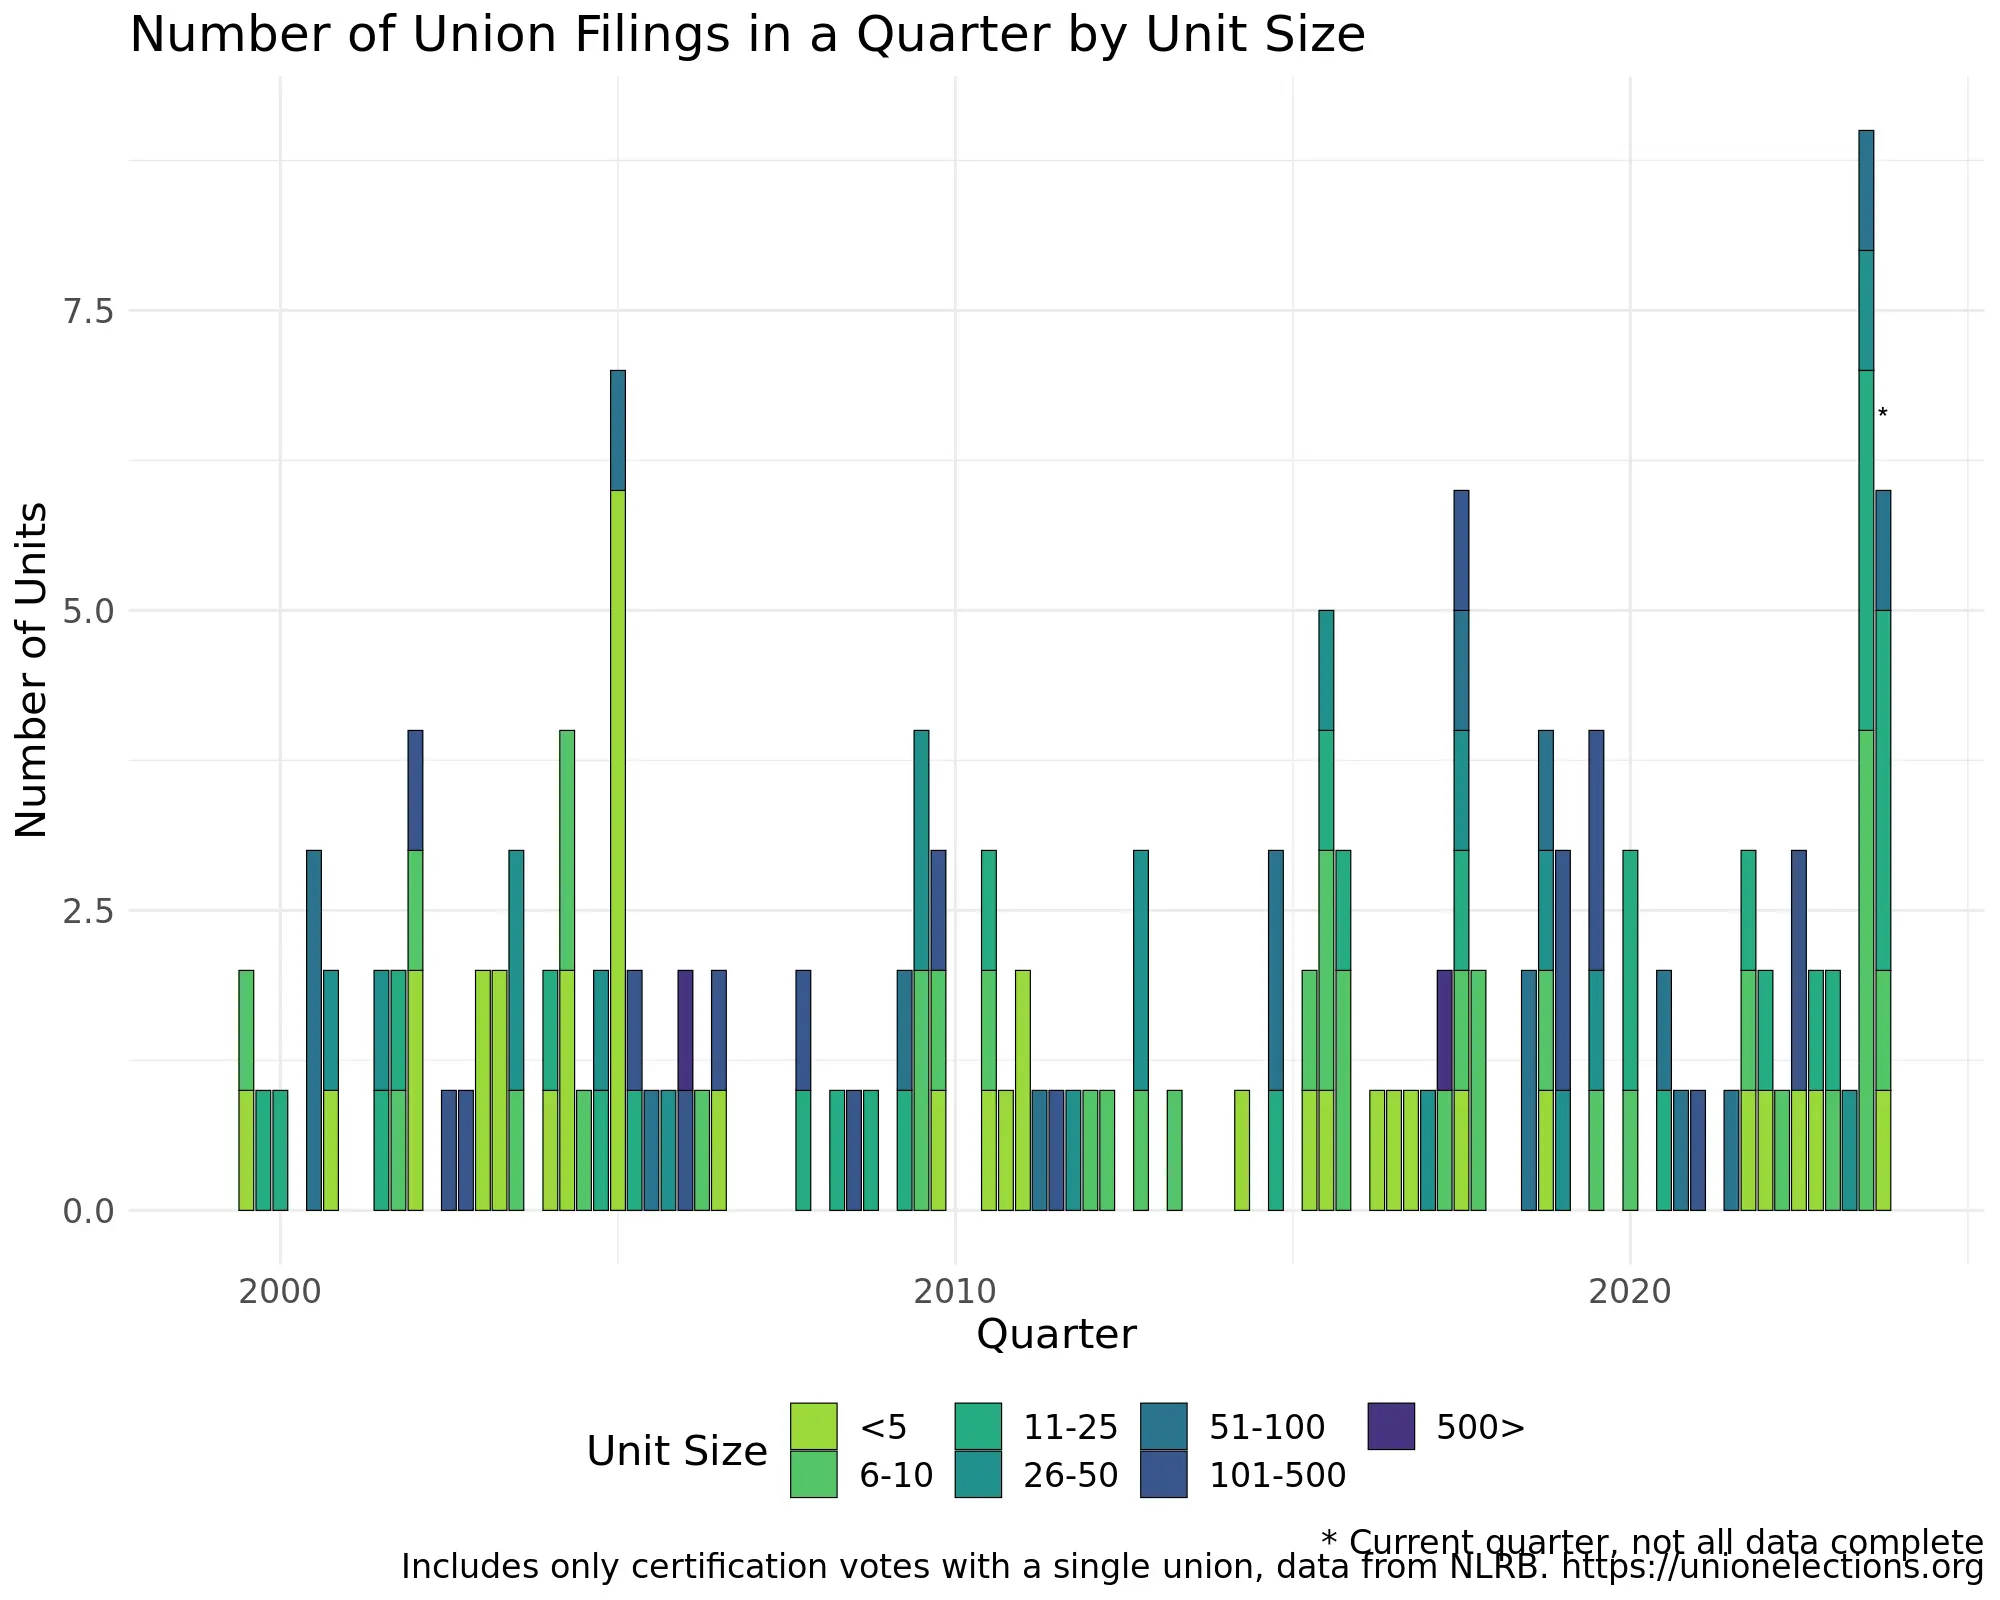 Number of Union Filings in a Quarter by Unit Size
Number of Units
7.5
*
5.0
2.5
0.0
2000 2010 2020
Quarter
Unit Size
<5 11-25 51-100 500>
6-10 26-50 101-500
* Current quarter, not all data complete
Includes only certification votes with a single union, data from NLRB. https://unionelections.org